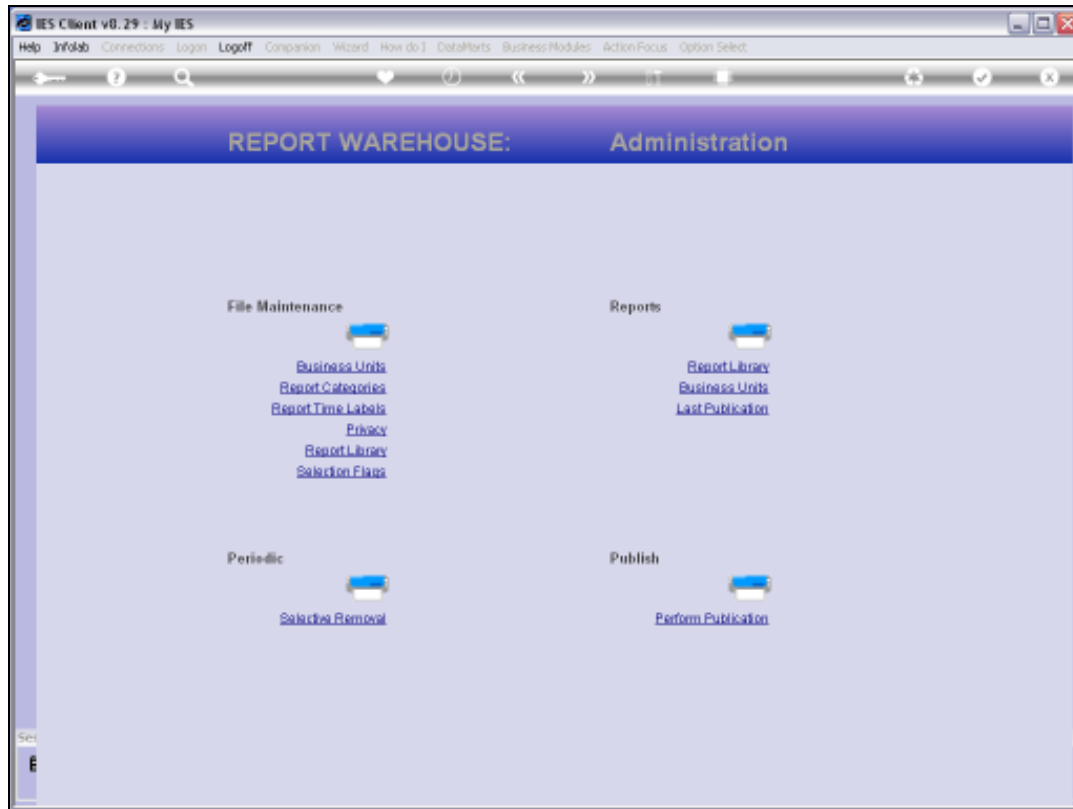 IES Client v8.29 : My IES
Help Infolab Connections Logon Logoff Companion Wizard How do I DataMarts Business Modules Action Focus Option Select
REPORT WAREHOUSE: Administration
File Maintenance
Business Units
Report Categories
Report Time Labels
Privacy
Report Library
Selection Flags
Reports
Report Library
Business Units
Last Publication
Periodic
Selective Removal
Publish
Perform Publication